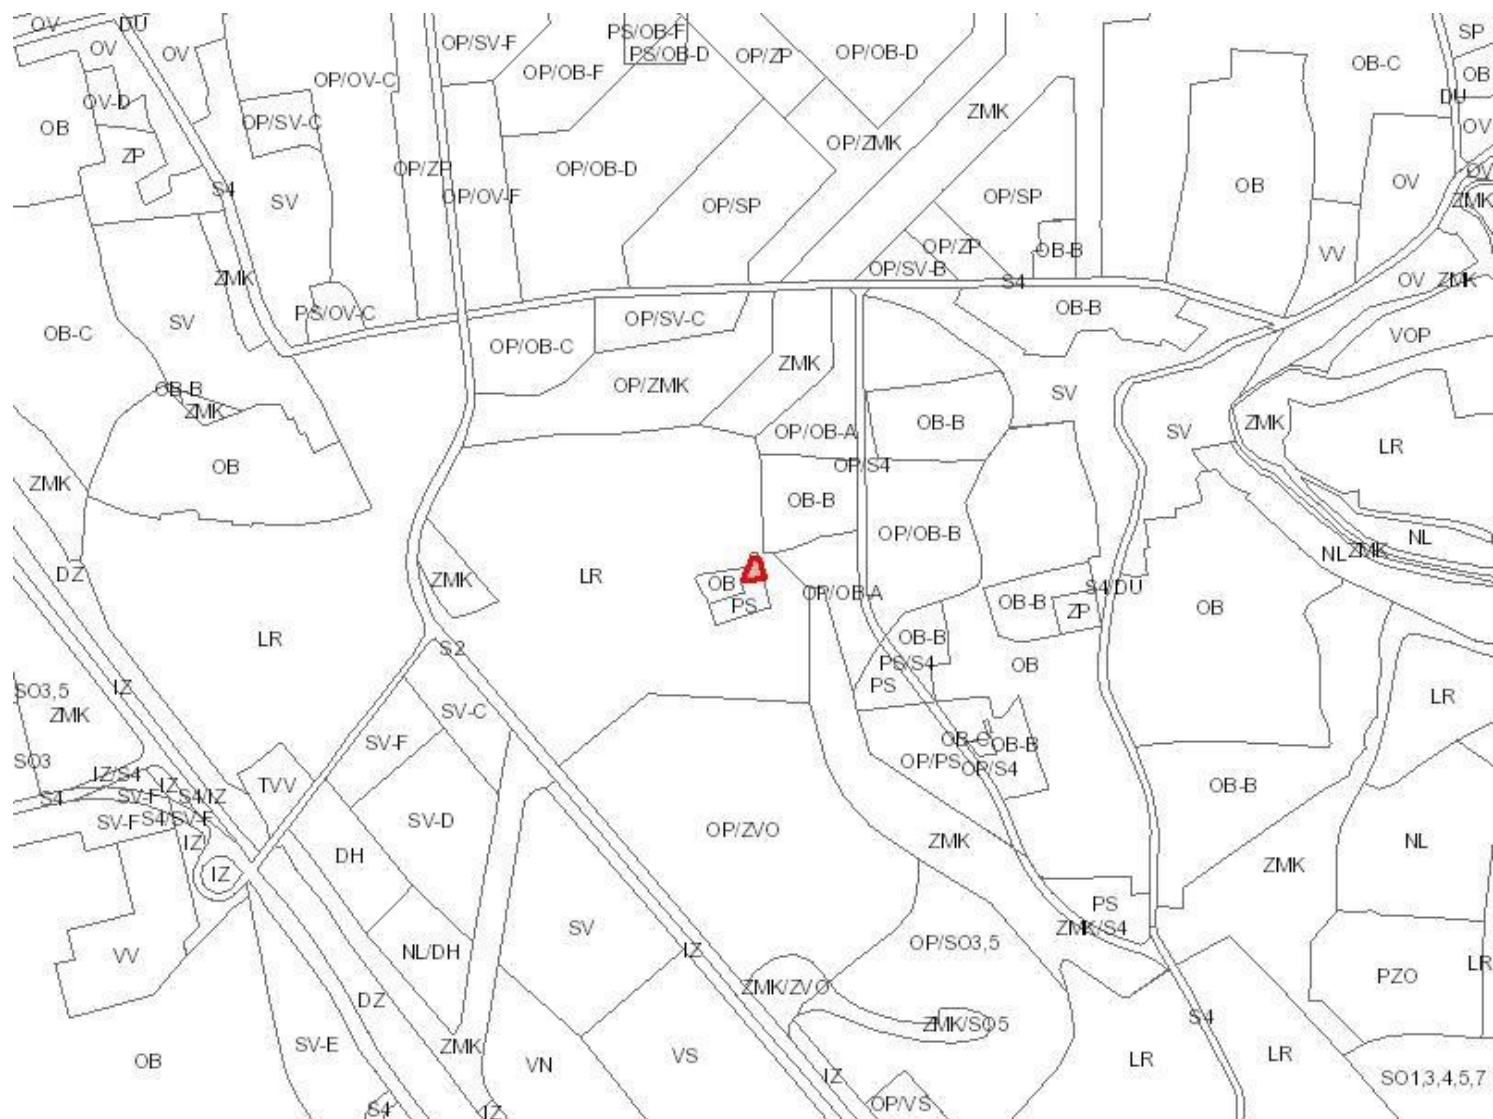 OV
DU
OV
OV
OP/SV-F
PS/OB-F
PS/OB-D
OP/ZP
OP/OB-D
SP
OB-C
OB
OP/OB-F
OP/OV-C
OV-D
DU
OP/SV-C
ZMK
OB
OV
OP/ZMK
ZP
OP/ZP
OP/OB-D
OV
S4
OB
OV
OP/OV-F
OP/SP
SV
OP/SP
ZMK
OP/ZP
OB-B
VV
OP/SV-B
ZMK
S4
OV
ZMK
PS/OV-C
OB-B
SV
OP/SV-C
OB-C
VOP
OP/OB-C
ZMK
OP/ZMK
OB-B
SV
ZMK
OB-B
ZMK
OP/OB-A
SV
LR
OB
OP/S4
ZMK
OB-B
OP/OB-B
NL
NL
ZMK
DZ
ZMK
LR
OB
OP/OB-A
S4/DU
OB-B
PS
ZP
OB
LR
OB-B
S2
PS/S4
OB
PS
SO3,5
IZ
LR
ZMK
SV-C
SV-F
OB-C
OB-B
OP/PS
OP/S4
SO3
IZ/S4
IZ
TVV
OB-B
S4
SV-F
S4/IZ
SV-F
S4/SV-F
SV-D
OP/ZVO
IZ
ZMK
NL
DH
IZ
ZMK
PS
SV
ZMK/S4
OP/SO3,5
VV
NL/DH
IZ
LR
PZO
ZMK/ZVO
DZ
S4
ZMK/SO5
SV-E
ZMK
OB
VN
VS
LR
LR
IZ
SO1,3,4,5,7
S4
IZ
OP/VS